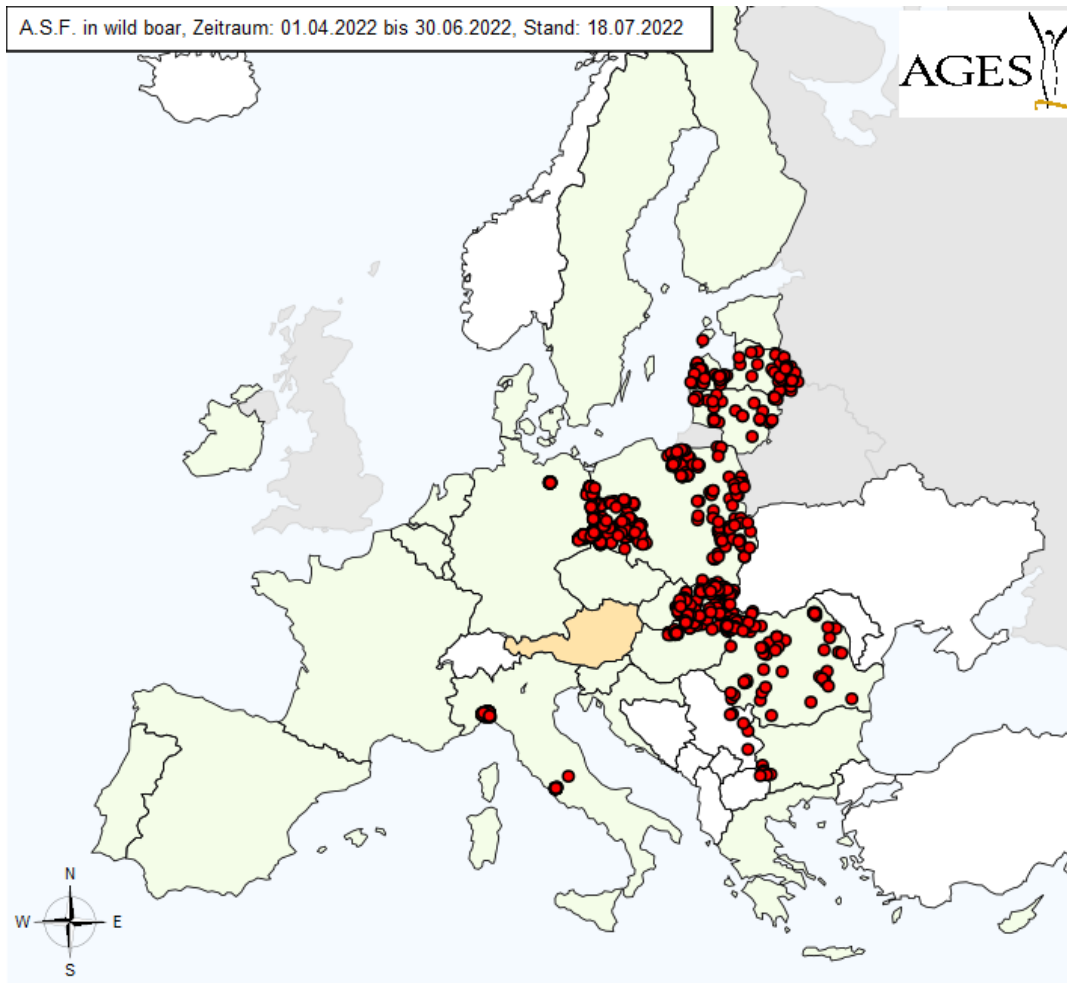 A.S.F. in wild boar, Zeitraum: 01.04.2022 bis 30.06.2022, Stand: 18.07.2022
AGES
N
W E
S